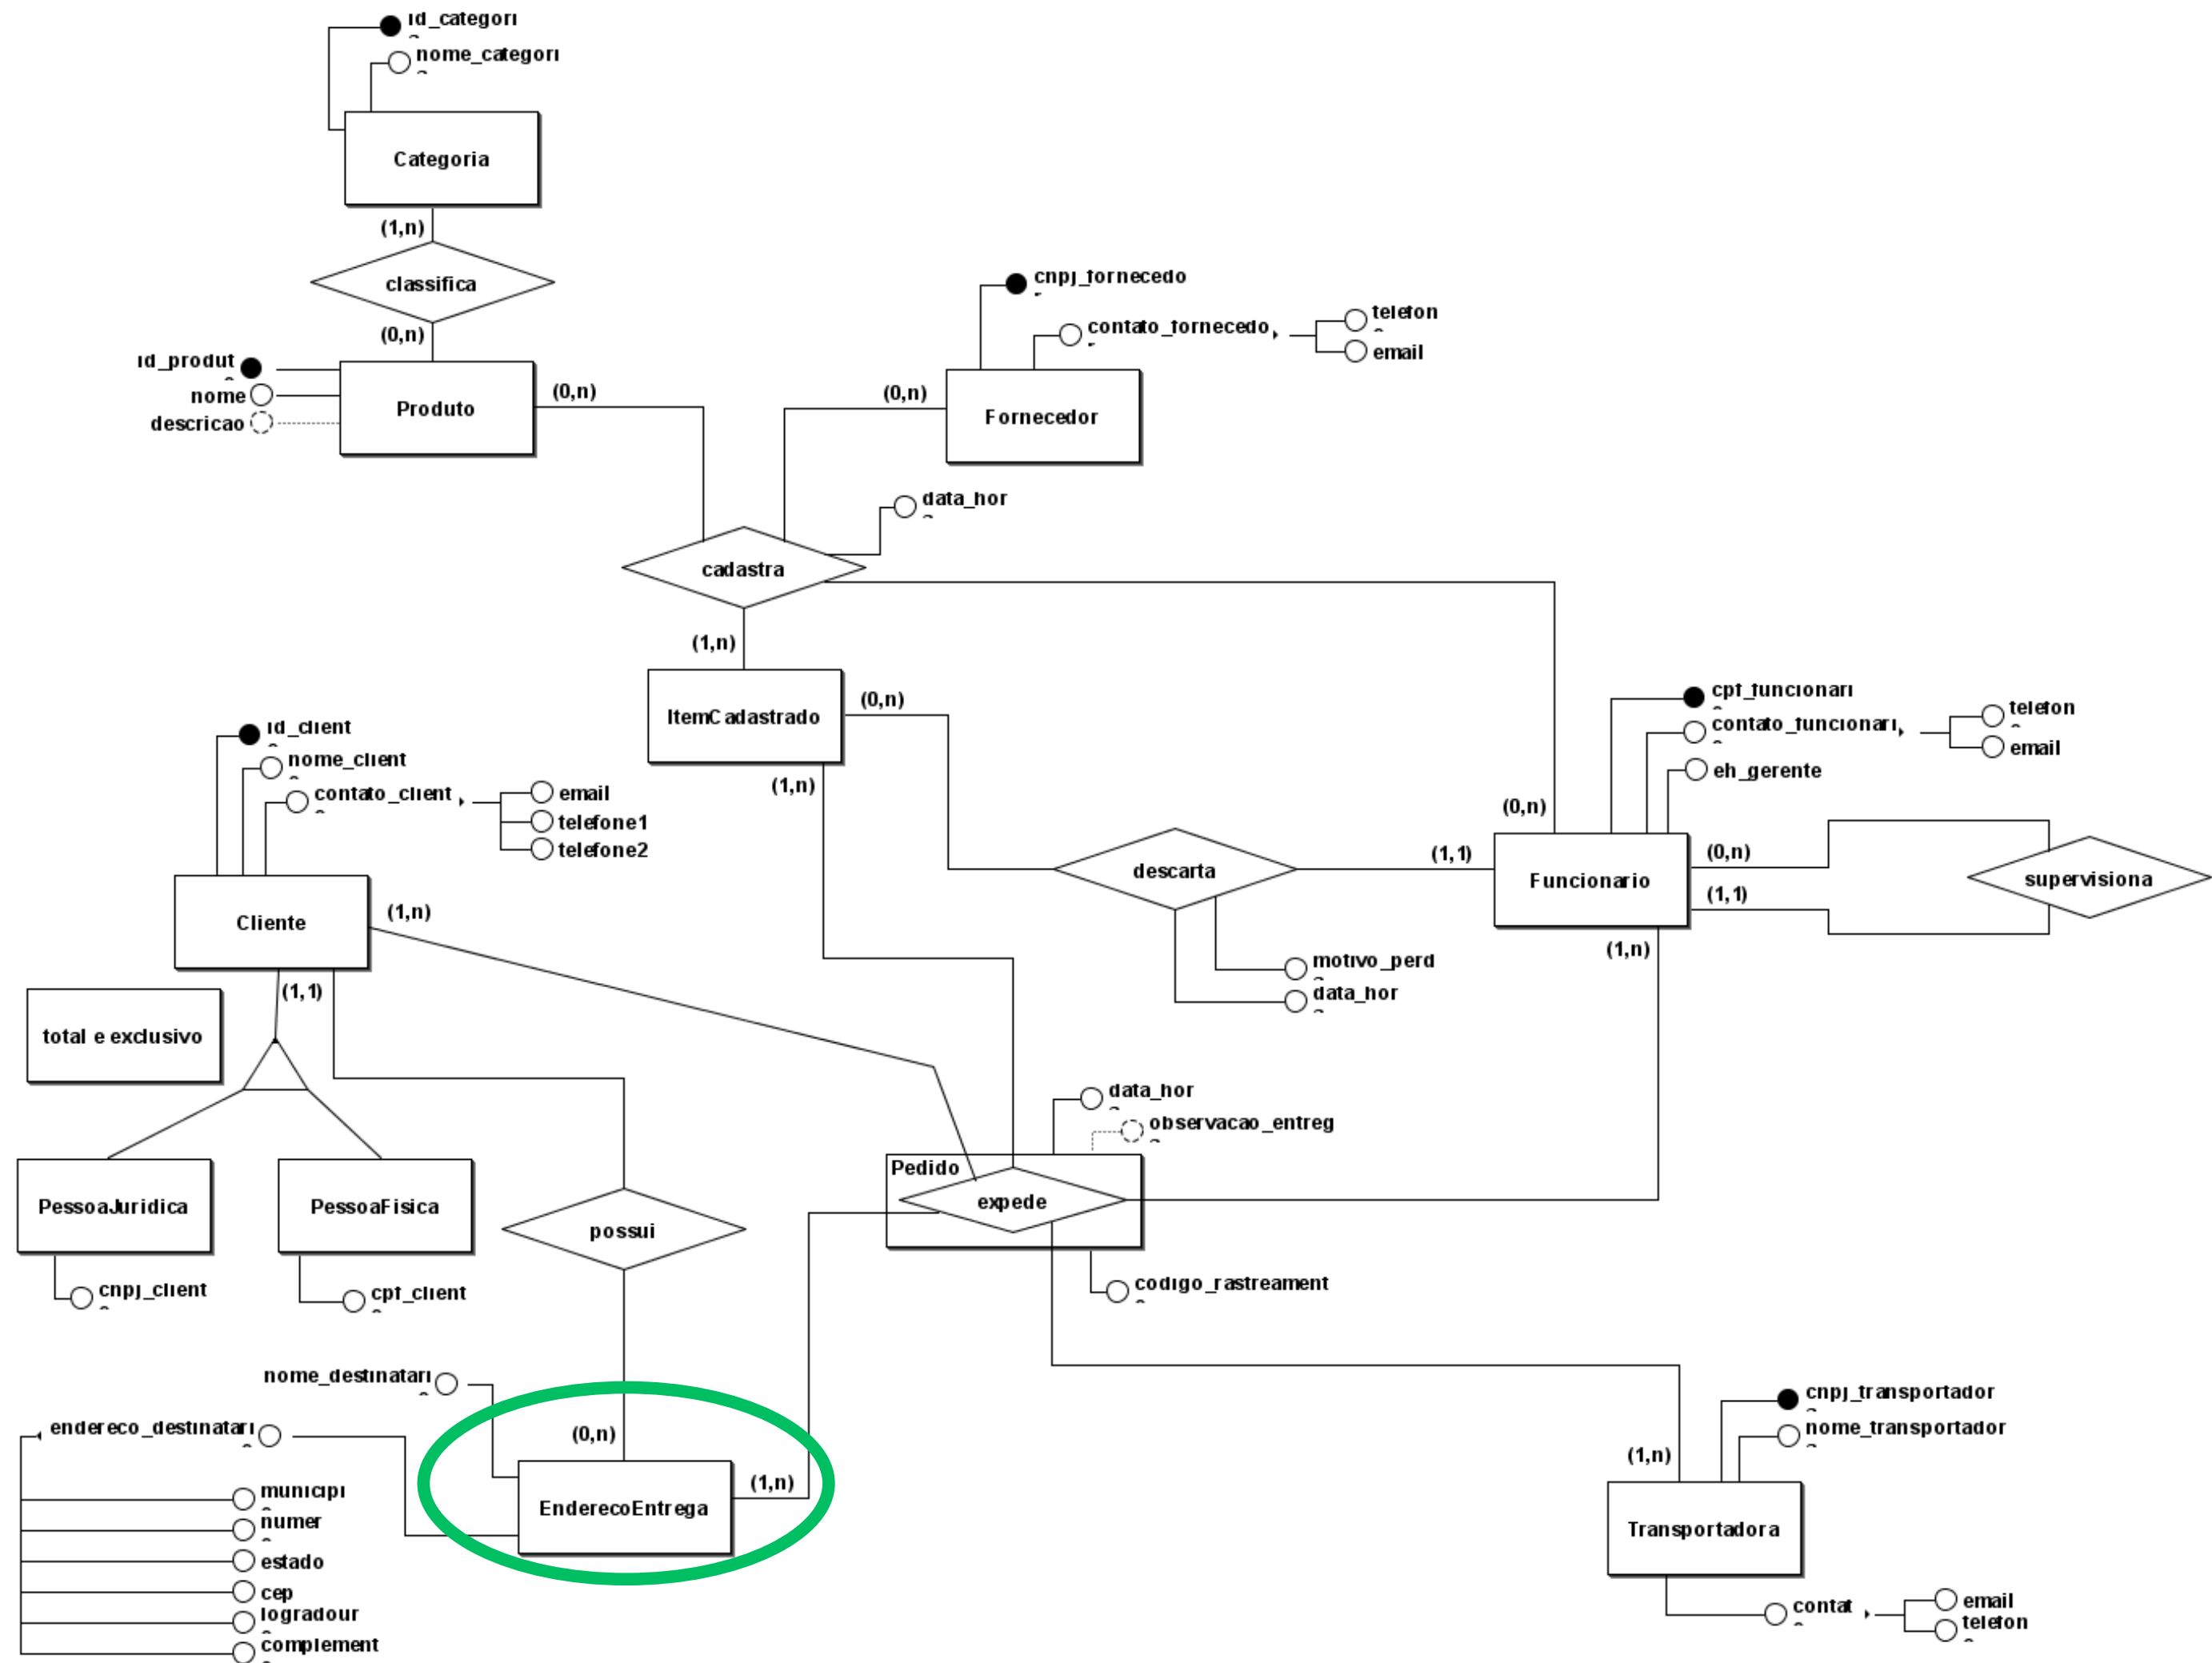 id_categori
nome_categori
Categoria
(1,n)
classifica
(0,n)
id_produt
nome
descricao
Produto
(0,n)
cnpj_fornecedo
r
contato_fornecedo
r
telefon
email
(0,n)
Fornecedor
data_hor
cadastra
(1,n)
ItemCadastrado
(0,n)
(1,n)
cpf_funcionari
contato_funcionari
telefon
email
eh_gerente
(0,n)
Funcionario
(1,1)
(0,n)
(1,1)
supervisiona
(1,n)
descarta
motivo_perd
data_hor
id_client
nome_client
contato_client
email
telefone1
telefone2
Cliente
(1,n)
(1,1)
total e exclusivo
PessoaJuridica
PessoaFisica
cnpj_client
cpf_client
possui
data_hor
observacao_entreg
Pedido
expede
codigo_rastreament
nome_destinatari
endereco_destinatari
(0,n)
EnderecoEntrega
(1,n)
municipi
numer
estado
cep
logradour
complement
cnpj_transportador
nome_transportador
(1,n)
Transportadora
contat
email
telefon